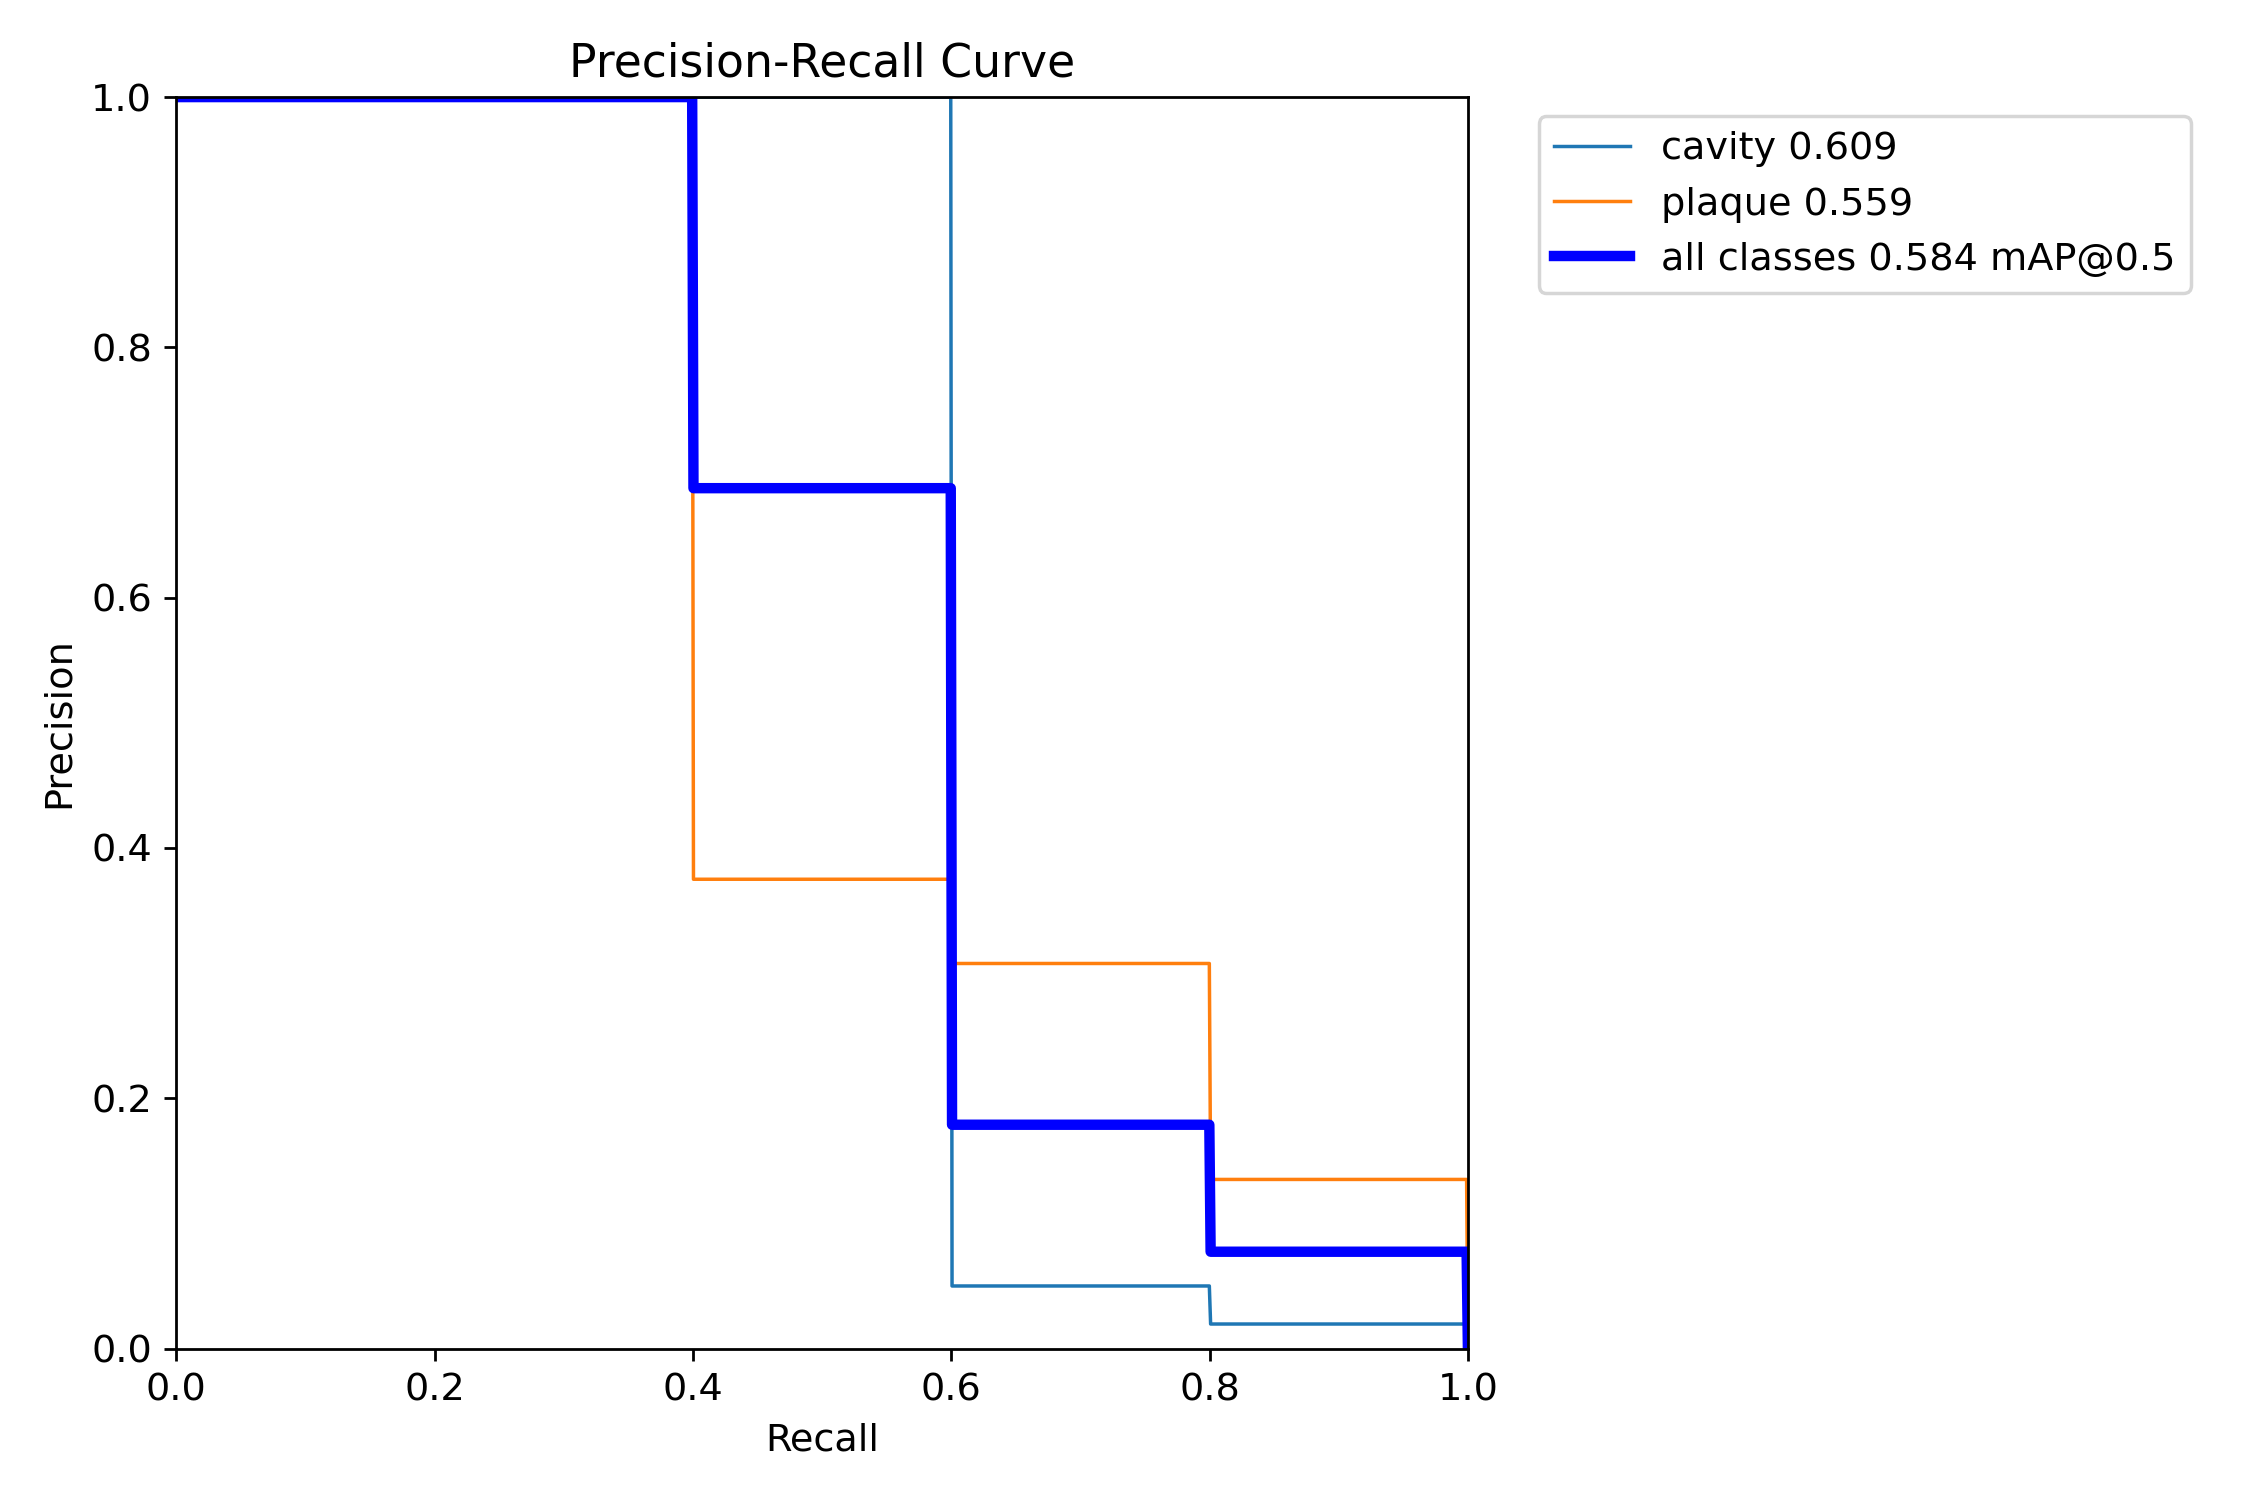 Precision-Recall Curve
1.0
0.8
0.6
0.4
0.2
0.0
Precision
0.0 0.2 0.4 0.6 0.8 1.0
Recall
cavity 0.609
plaque 0.559
all classes 0.584 mAP@0.5